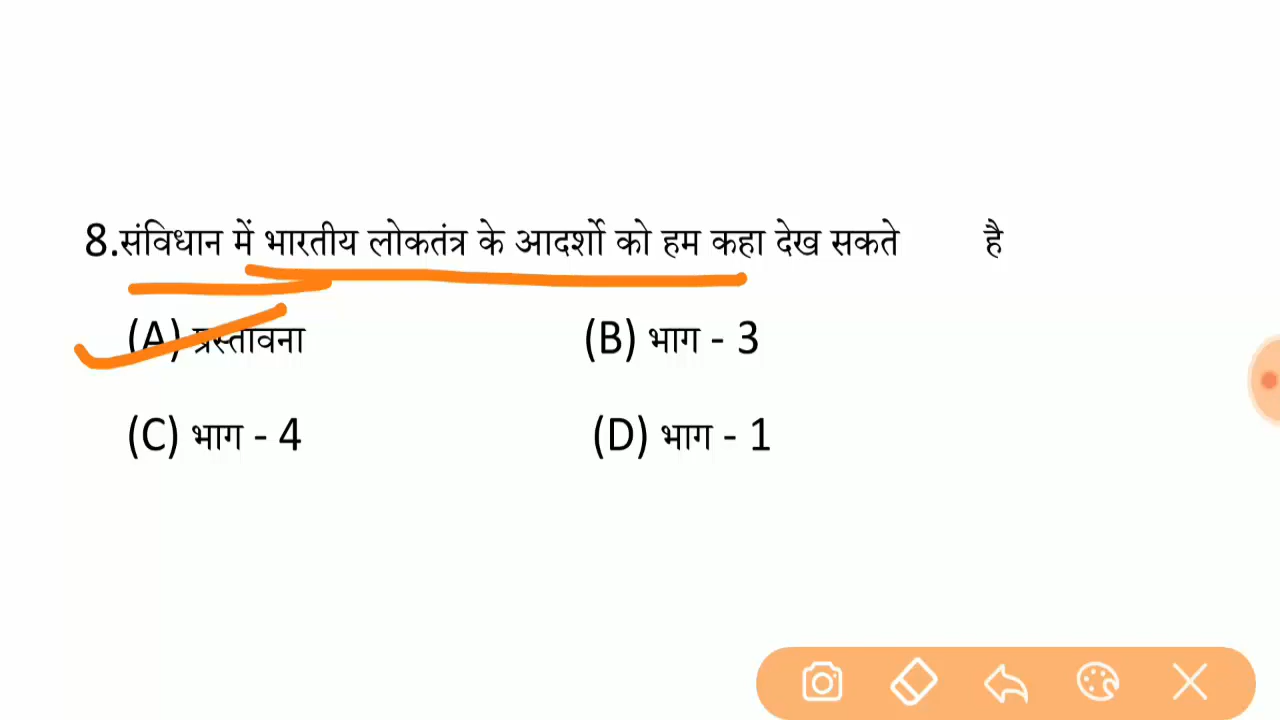 8.संविधान में भारतीय लोकतंत्र के आदर्शो को हम कहा देख सकते है
(A) प्रस्तावना (B) भाग - 3
(C) भाग - 4 (D) भाग - 1